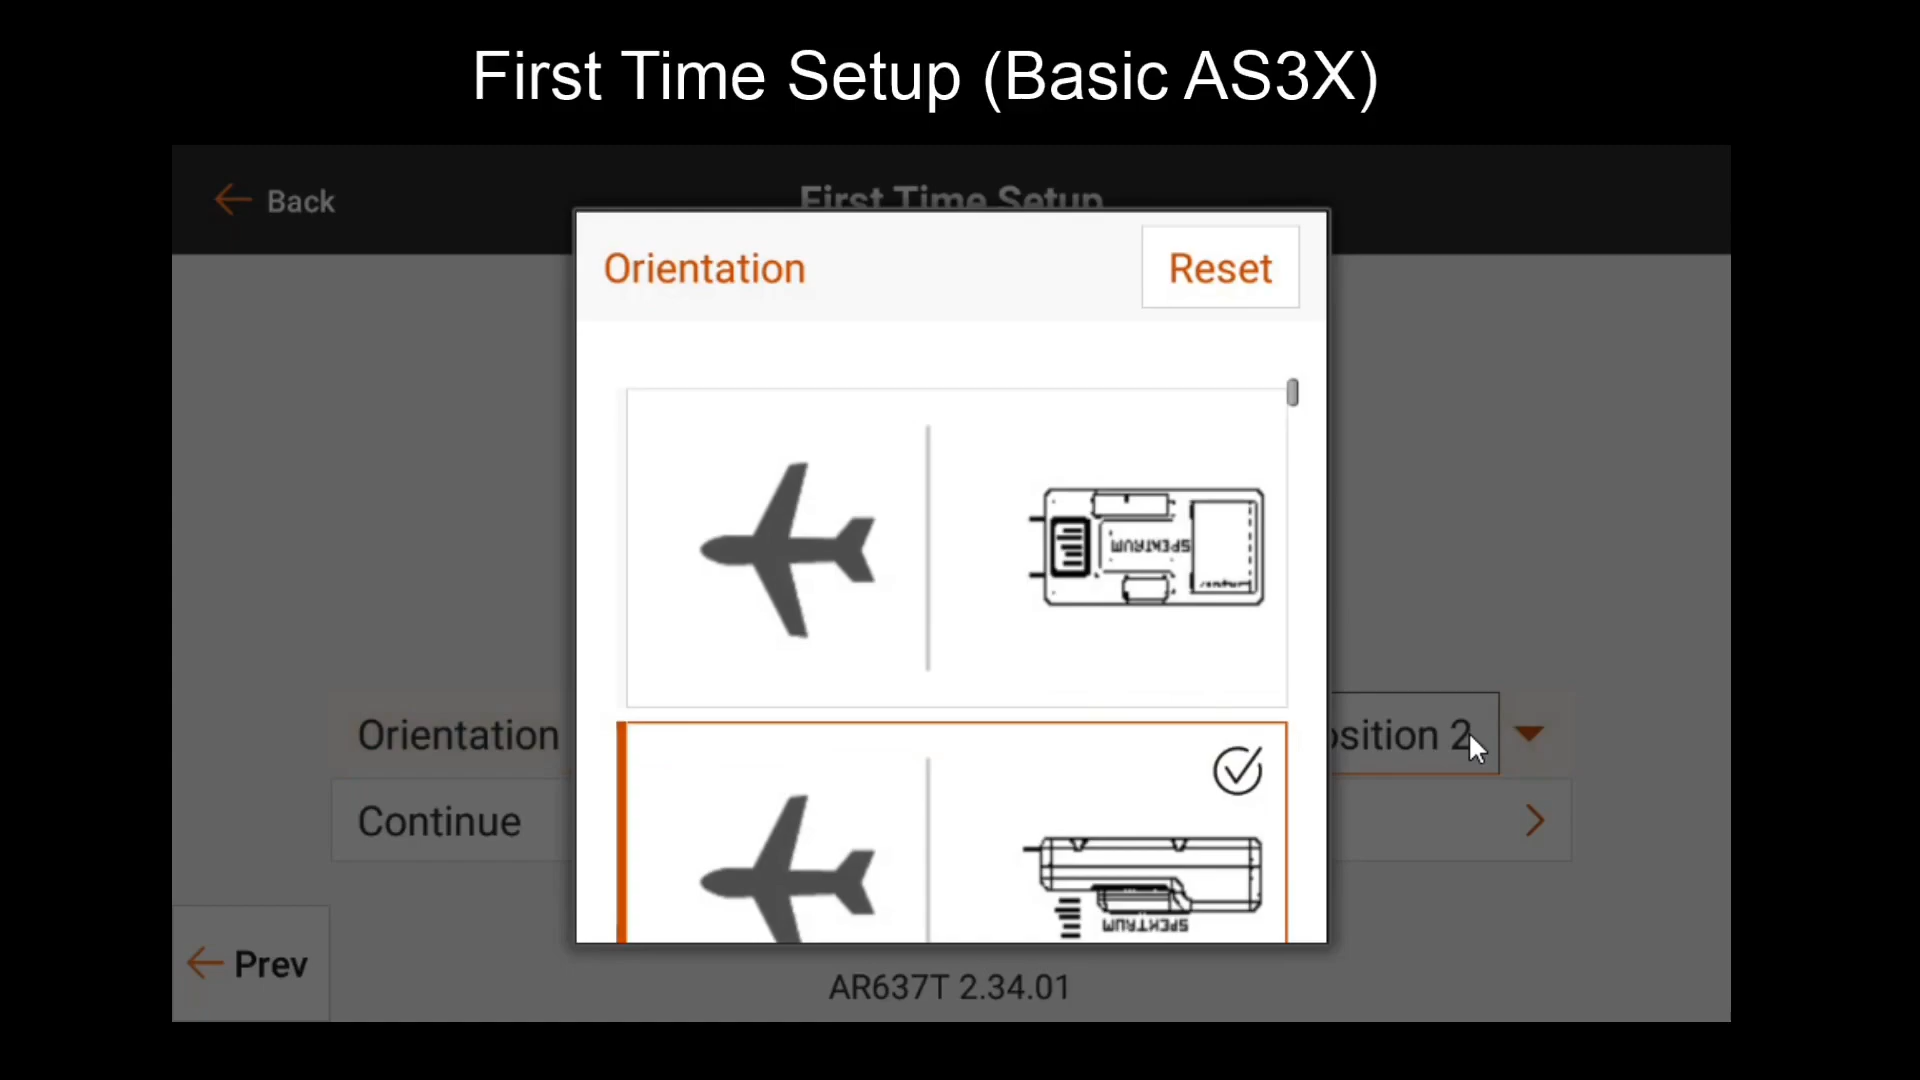 First Time Setup (Basic AS3X)
Back
First Time Setup
Orientation
Reset
SPEKTRUM
Orientation
osition 2
Continue
SPEKTRUM
Prev
AR637T 2.34.01